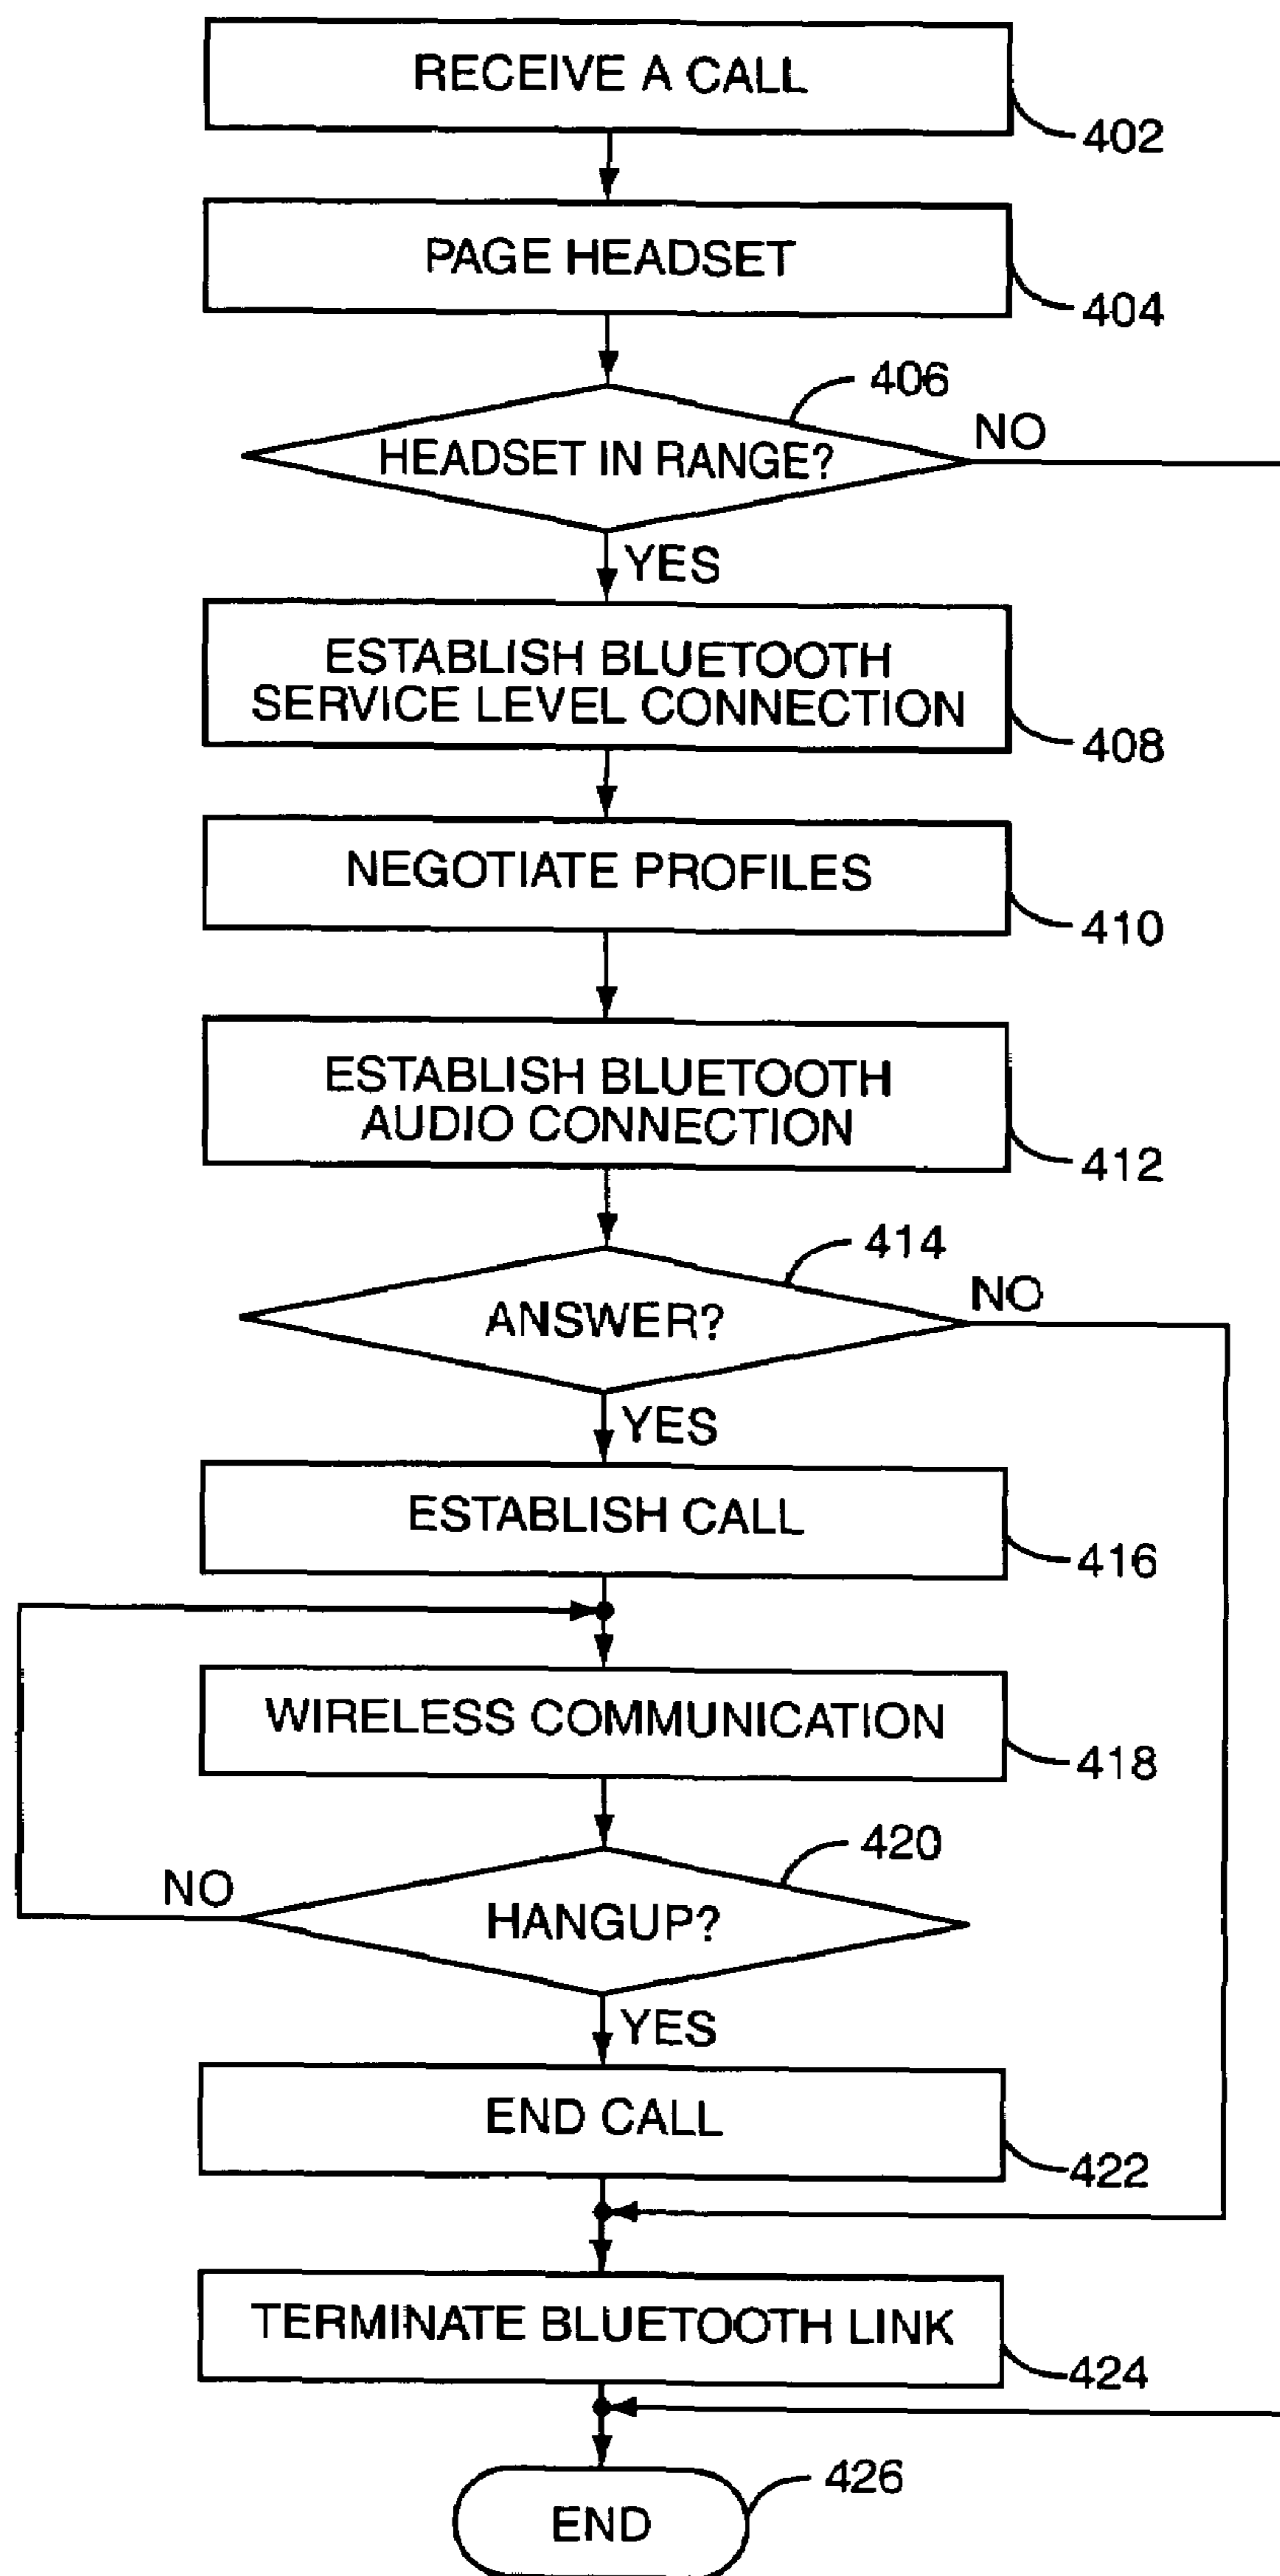 RECEIVE A CALL
402
PAGE HEADSET
404
406
HEADSET IN RANGE?
NO
YES
ESTABLISH BLUETOOTH
SERVICE LEVEL CONNECTION
408
NEGOTIATE PROFILES
410
ESTABLISH BLUETOOTH
AUDIO CONNECTION
412
414
ANSWER?
NO
YES
ESTABLISH CALL
416
WIRELESS COMMUNICATION
418
420
NO
HANGUP?
YES
END CALL
422
TERMINATE BLUETOOTH LINK
424
426
END